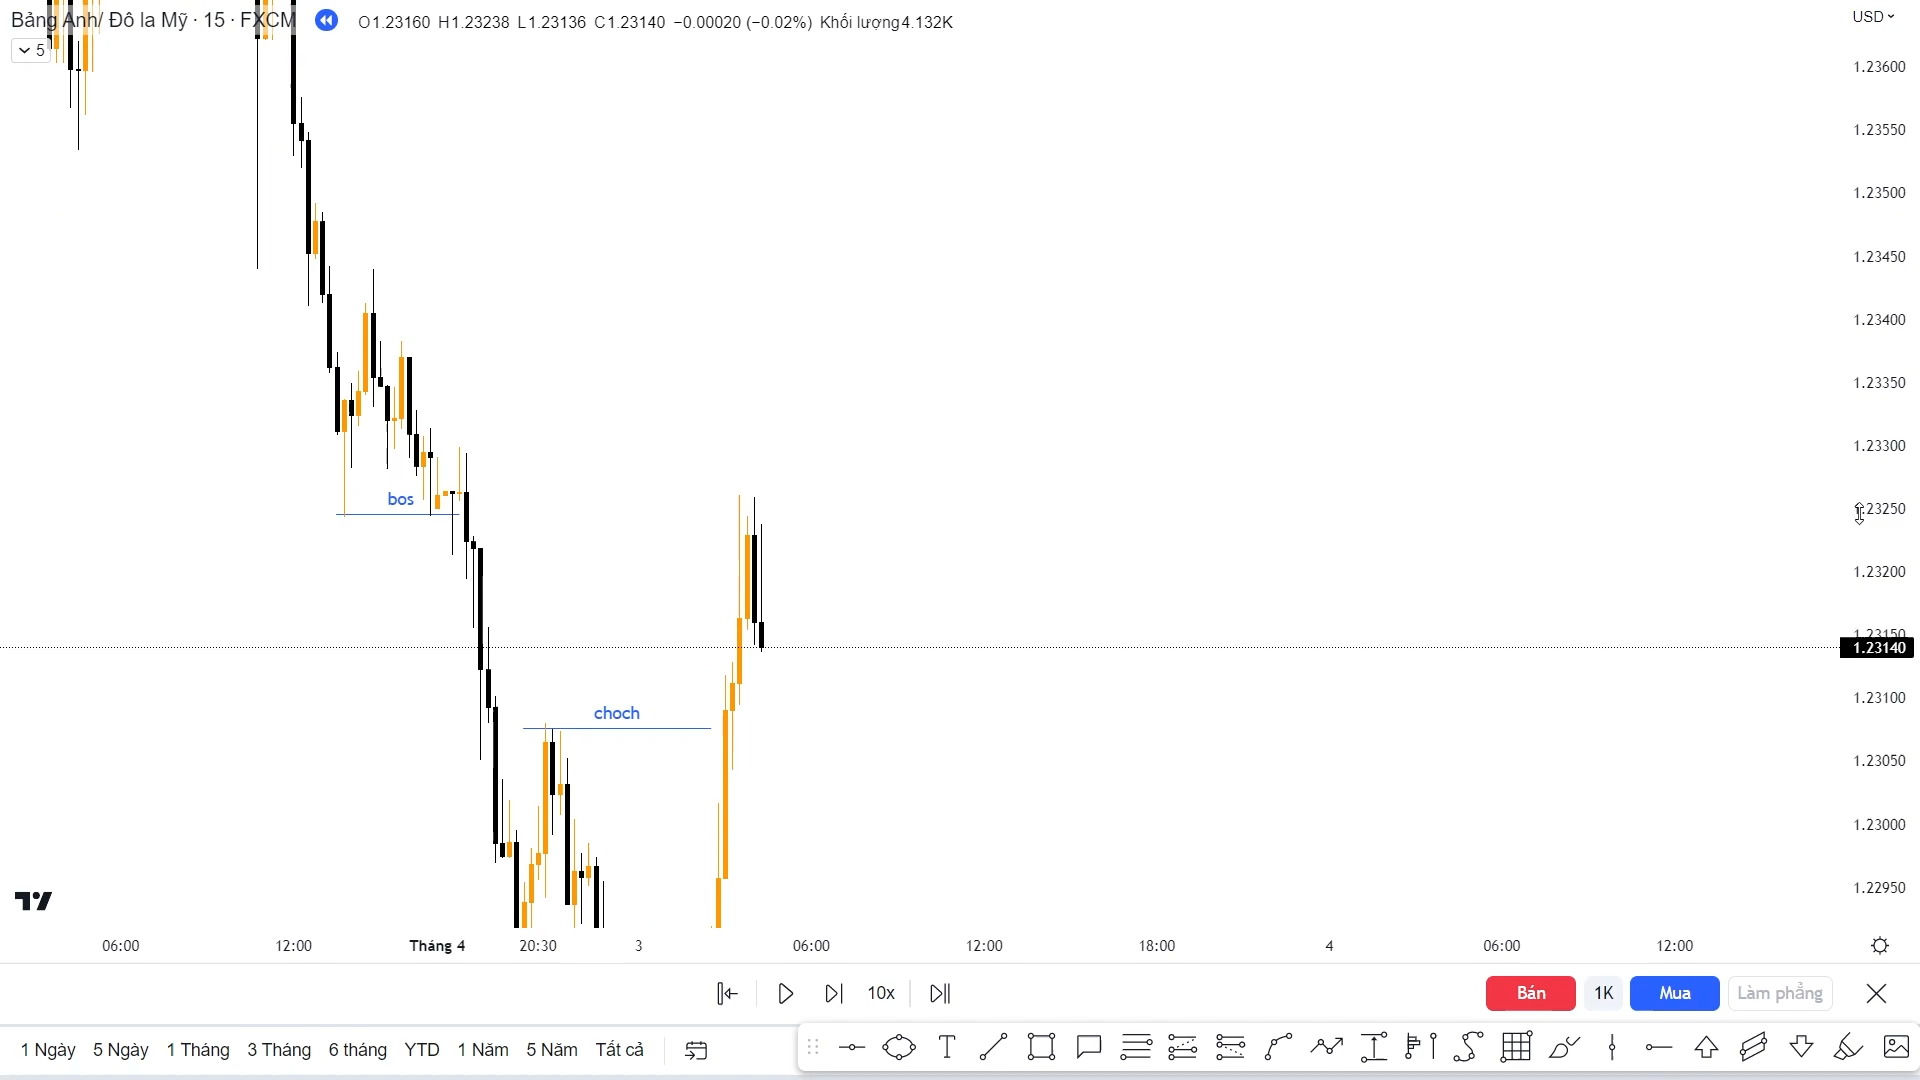 Bảng Anh/ Đô la Mỹ · 15 · FXCM
O1.23160 H1.23238 L1.23136 C1.23140 −0.00020 (−0.02%) Khối lượng4.132K
USD
5
1.23600
1.23550
1.23500
1.23450
1.23400
1.23350
1.23300
bos
1.23250
1.23200
1.23150
1.23140
1.23100
choch
1.23050
1.23000
1.22950
06:00 12:00 Tháng 4 20:30 3 06:00 12:00 18:00 4 06:00 12:00
10x
Bán 1K Mua Làm phẳng
1 Ngày 5 Ngày 1 Tháng 3 Tháng 6 tháng YTD 1 Năm 5 Năm Tất cả